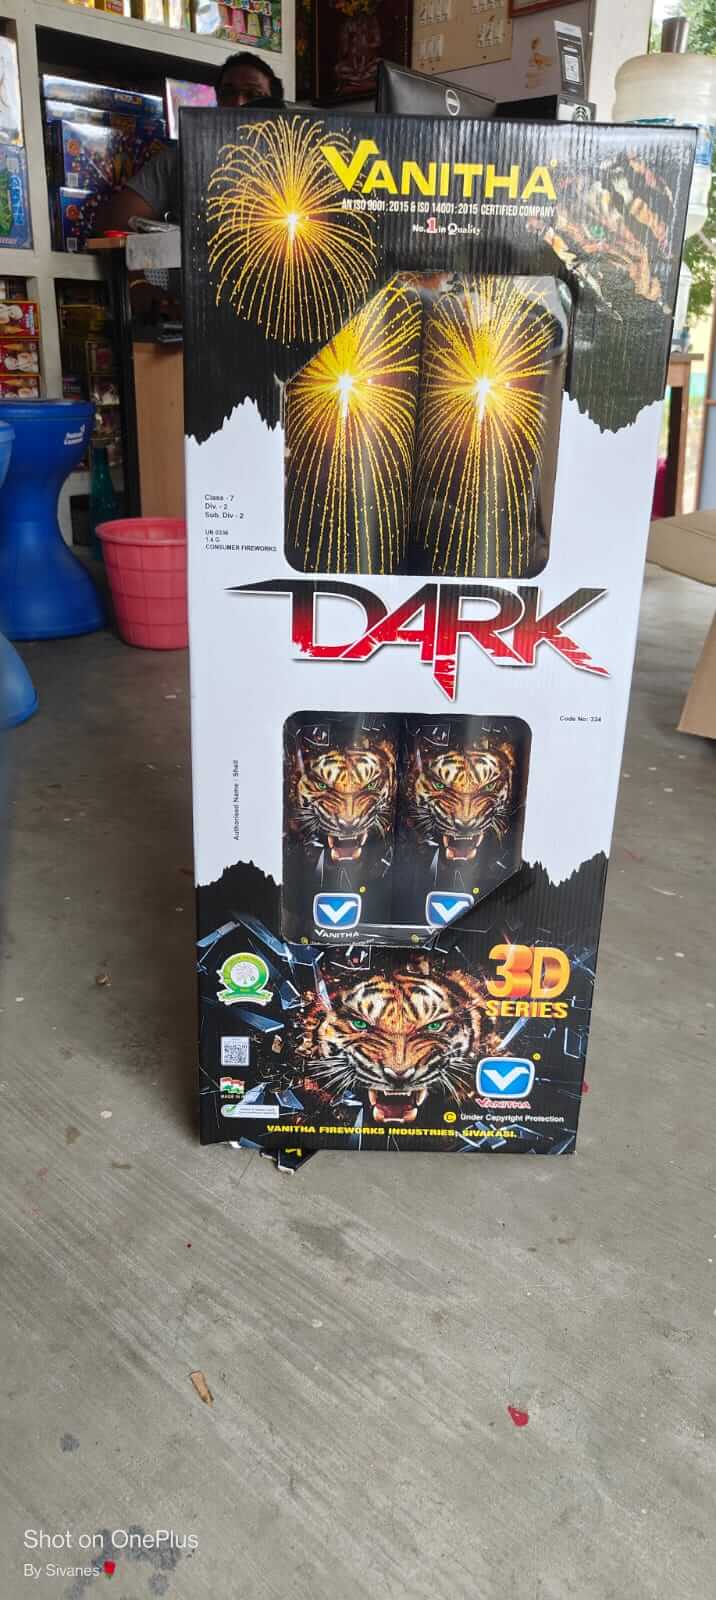 VANITHA
AN ISO 9001:2015 & ISO 14001:2015 CERTIFIED COMPANY
No.1 in Quality
Class - 7
Div. - 2
Sub. Div - 2
UN 0336
1.4 G
CONSUMER FIREWORKS
DARK
Code No: 334
Authorised Name : Shell
VANITHA
VANITHA
3D
SERIES
VANITHA
MADE IN
© Under Copyright Protection
VANITHA FIREWORKS INDUSTRIES, SIVAKASI.
Shot on OnePlus
By Sivanes